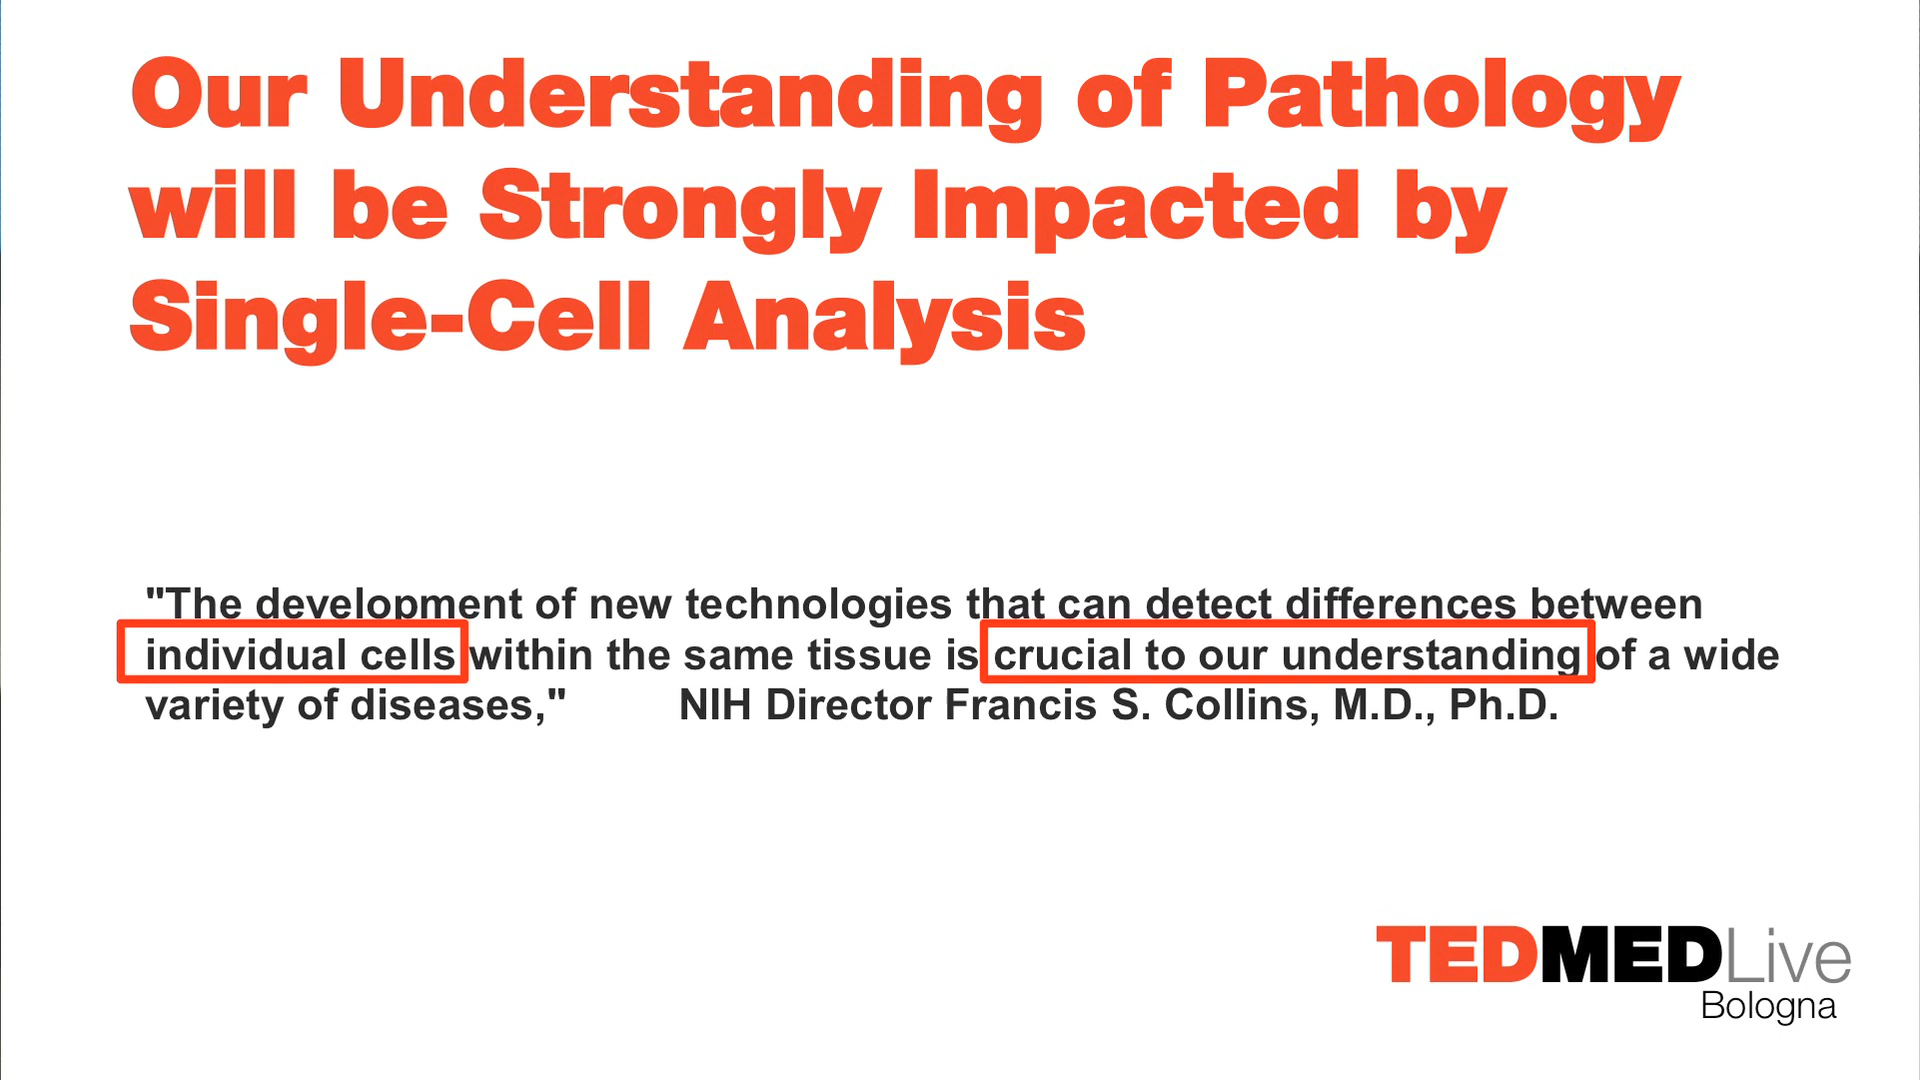 Our Understanding of Pathology
will be Strongly Impacted by
Single-Cell Analysis
"The development of new technologies that can detect differences between
individual cells within the same tissue is crucial to our understanding of a wide
variety of diseases," NIH Director Francis S. Collins, M.D., Ph.D.
TEDMEDLive
Bologna